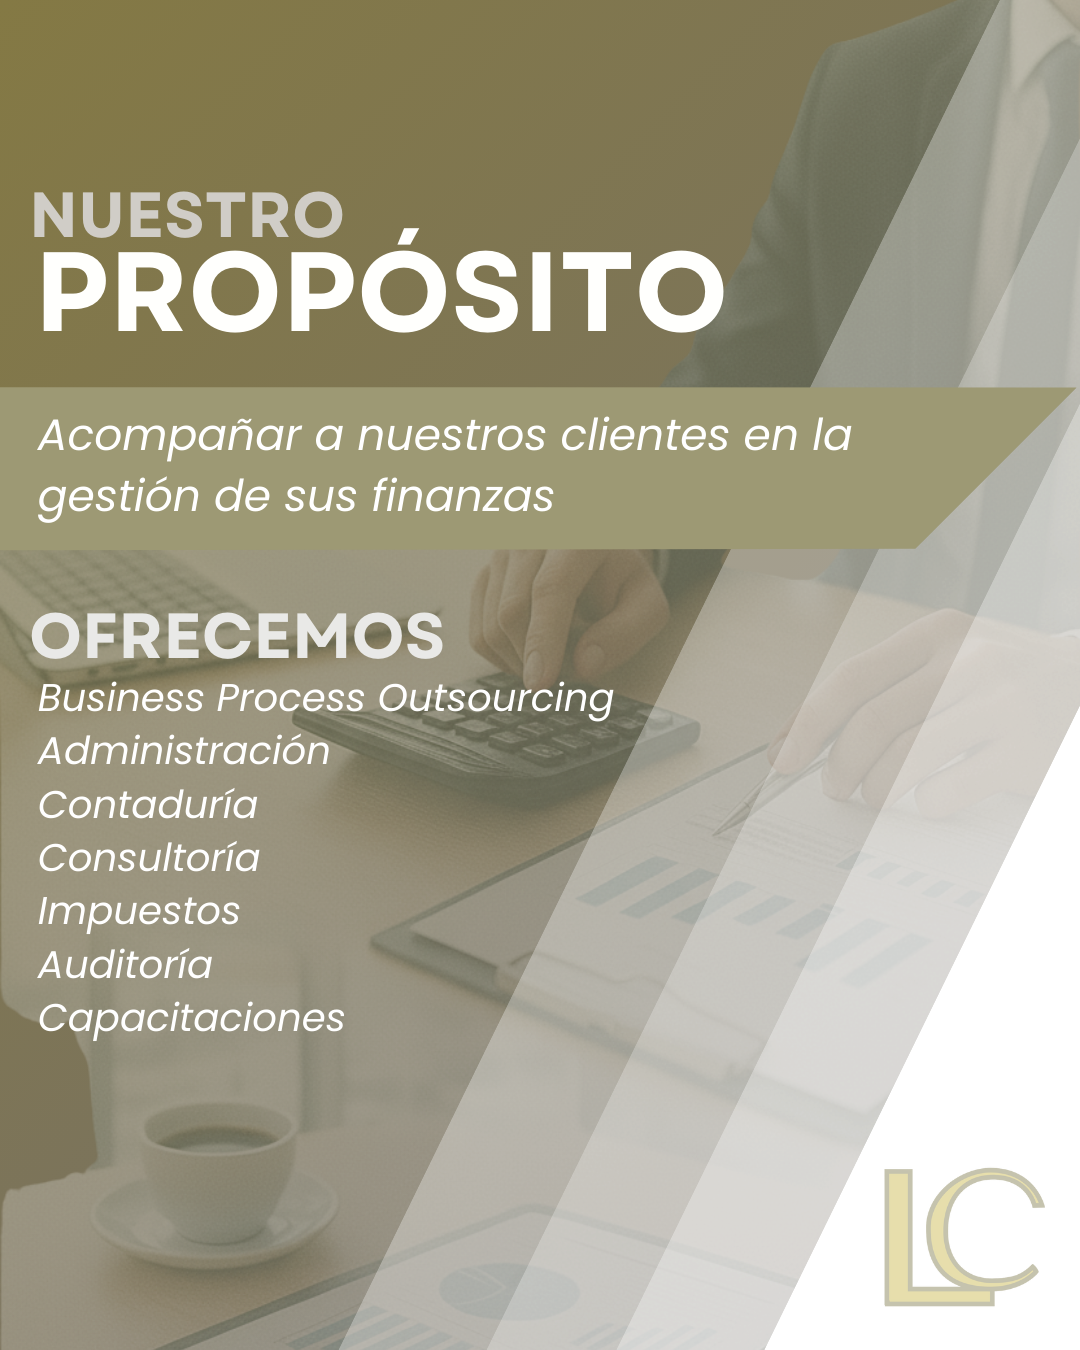 NUESTRO
PROPÓSITO
Acompañar a nuestros clientes en la
gestión de sus finanzas
OFRECEMOS
Business Process Outsourcing
Administración
Contaduría
Consultoría
Impuestos
Auditoría
Capacitaciones
LC